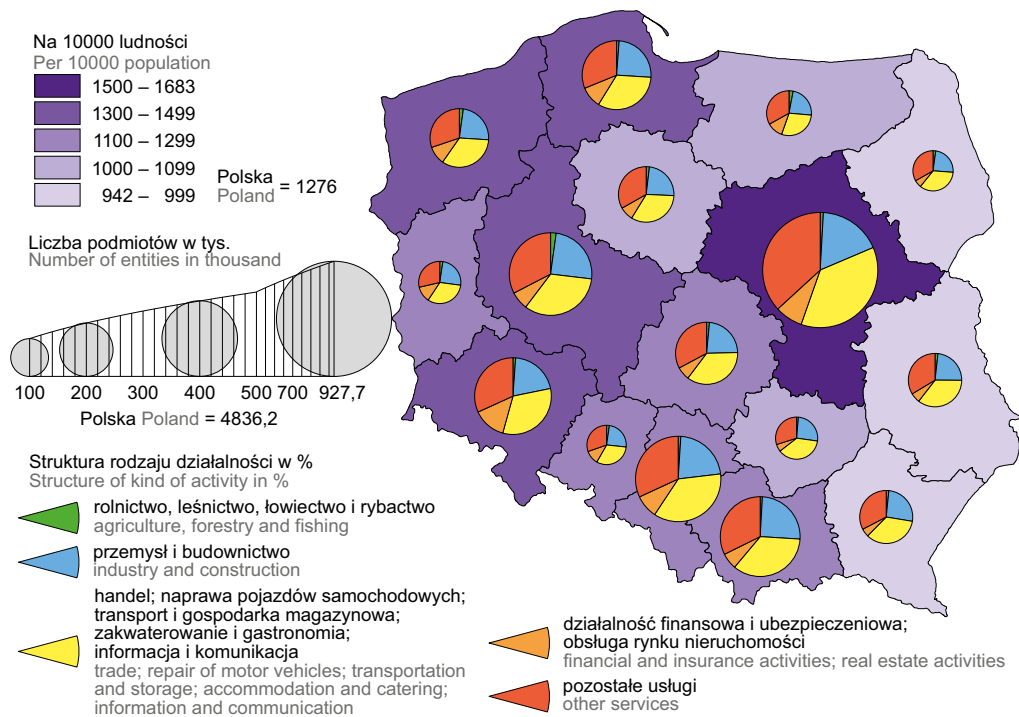 Na 10000 ludności
Per 10000 population
1500 – 1683
1300 – 1499
1100 – 1299
1000 – 1099
942 – 999
Polska
Poland = 1276
Liczba podmiotów w tys.
Number of entities in thousand
100 200 300 400 500 700 927,7
Polska Poland = 4836,2
Struktura rodzaju działalności w %
Structure of kind of activity in %
rolnictwo, leśnictwo, łowiectwo i rybactwo
agriculture, forestry and fishing
przemysł i budownictwo
industry and construction
handel; naprawa pojazdów samochodowych;
transport i gospodarka magazynowa;
zakwaterowanie i gastronomia;
informacja i komunikacja
trade; repair of motor vehicles; transportation
and storage; accommodation and catering;
information and communication
działalność finansowa i ubezpieczeniowa;
obsługa rynku nieruchomości
financial and insurance activities; real estate activities
pozostałe usługi
other services